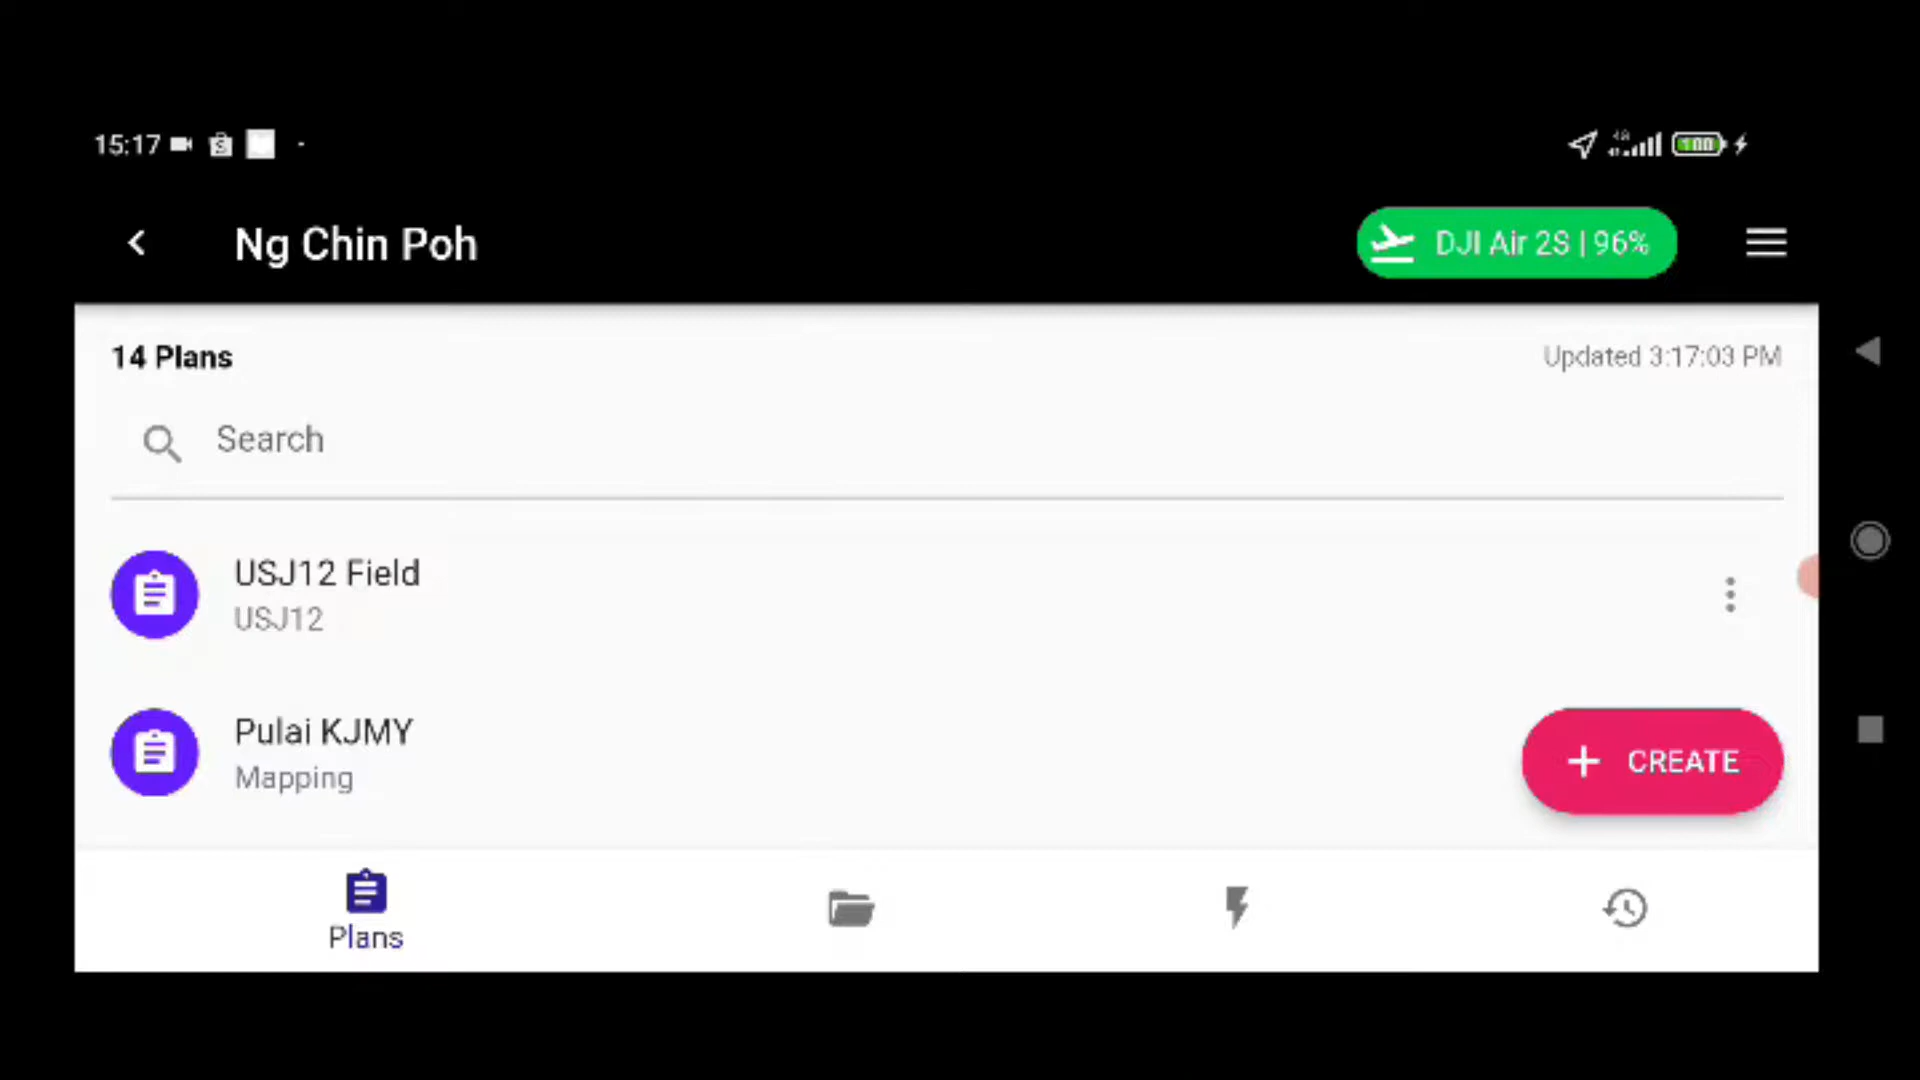 15:17
100
Ng Chin Poh
DJI Air 2S | 96%
14 Plans
Updated 3:17:03 PM
Search
USJ12 Field
USJ12
Pulai KJMY
Mapping
+ CREATE
Plans